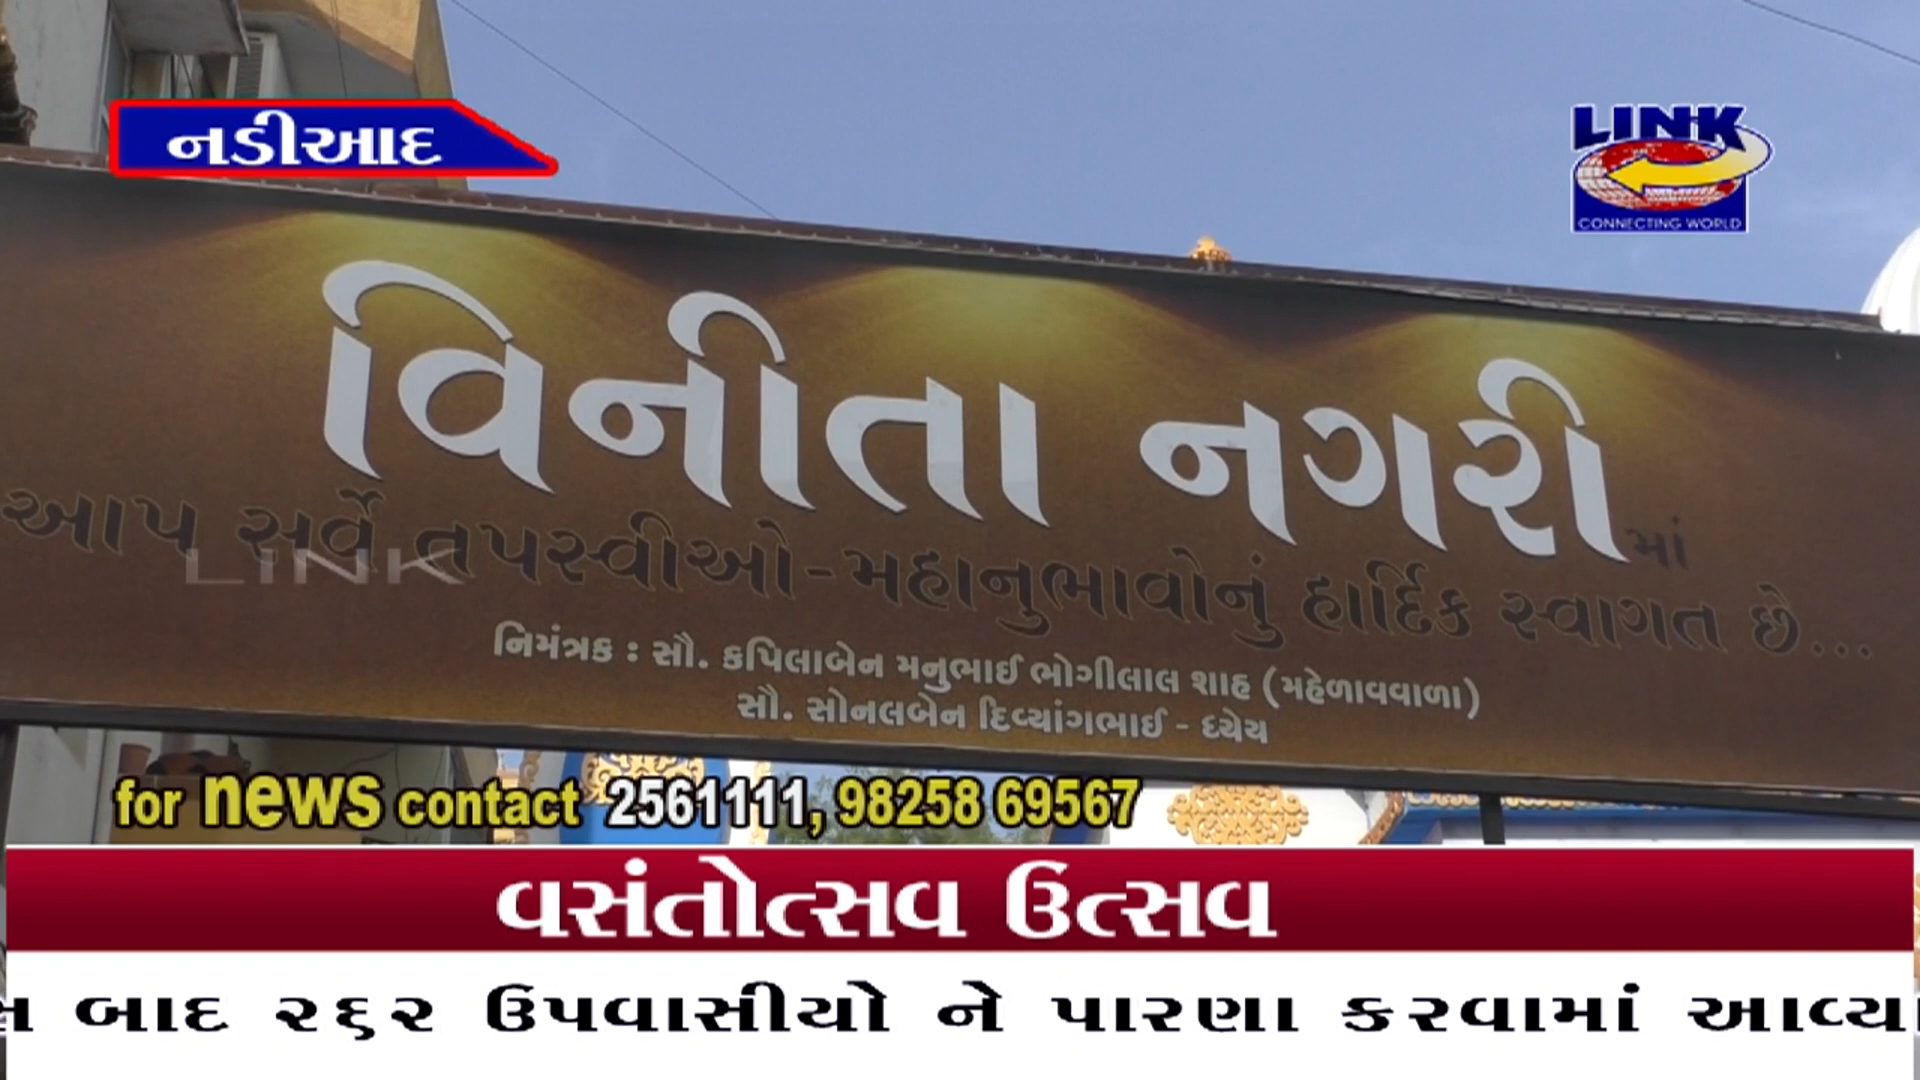 નડીઆદ
LINK
CONNECTING WORLD
વિનીતા નગરી માં
આપ સર્વે તપસ્વીઓ - મહાનુભાવોનું હાર્દિક સ્વાગત છે...
LINK
નિમંત્રક : સૌ. કપિલાબેન મનુભાઈ ભોગીલાલ શાહ (મહેળાવવાળા)
સૌ. સોનલબેન દિવ્યાંગભાઈ - ધ્યેય
for news contact 2561111, 98258 69567
વસંતોત્સવ ઉત્સવ
બાદ ૨૬૨ ઉપવાસીયો ને પારણા કરવામાં આવ્યા